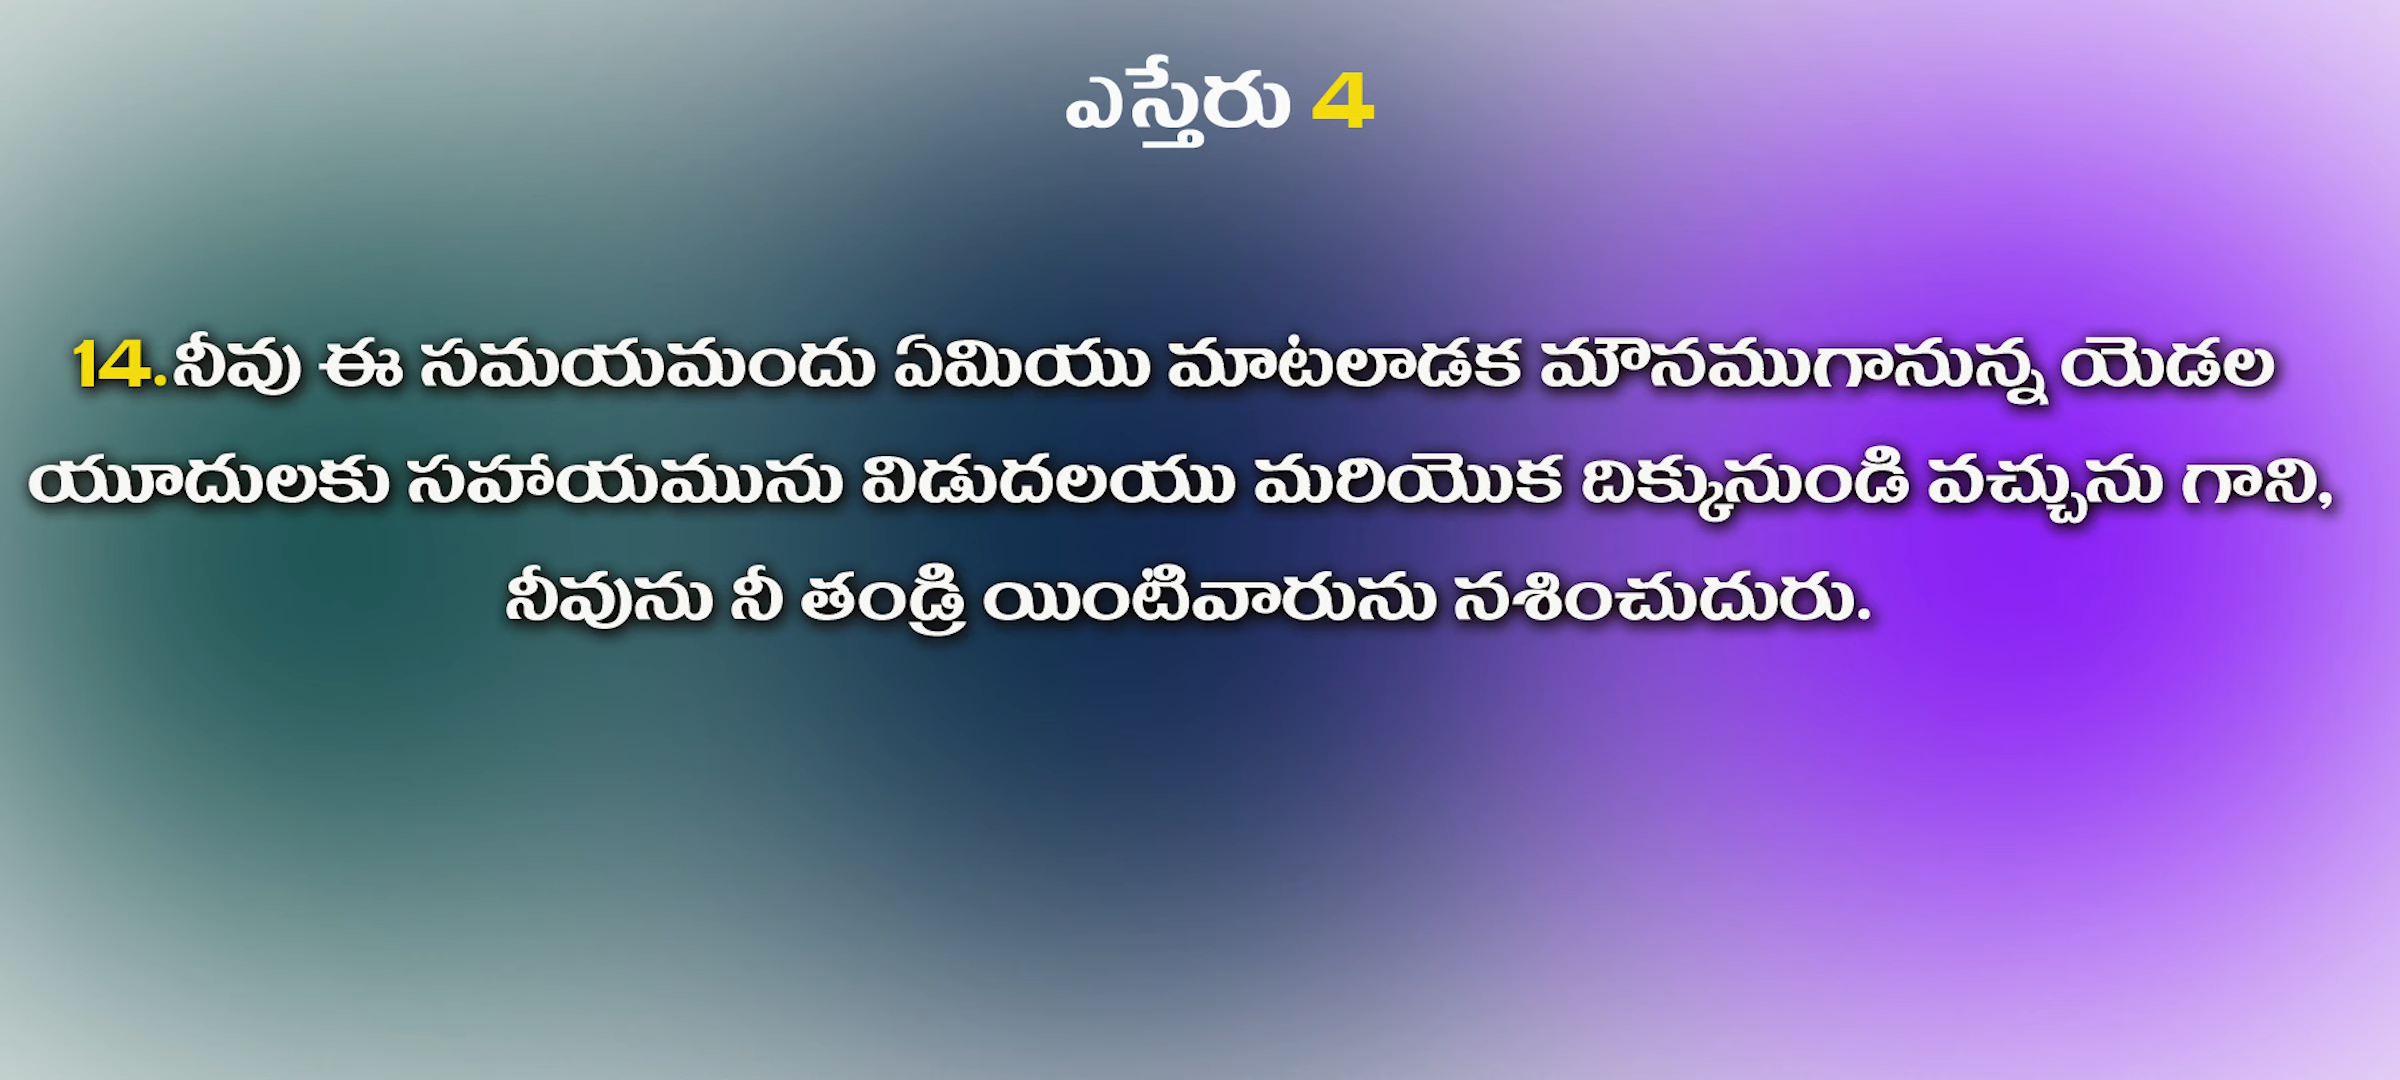 ఎస్తేరు 4
14.నీవు ఈ సమయమందు ఏమియు మాటలాడక మౌనముగానున్న యెడల
యూదులకు సహాయమును విడుదలయు మరియొక దిక్కునుండి వచ్చును గాని,
నీవును నీ తండ్రి యింటివారును నశించుదురు.